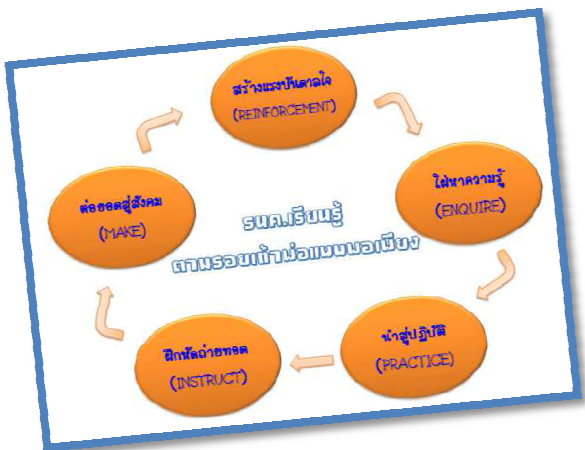 สร้างแรงบันดาลใจ
(REINFORCEMENT)
ใฝ่หาความรู้
(ENQUIRE)
นำสู่ปฏิบัติ
(PRACTICE)
ฝึกหัดถ่ายทอด
(INSTRUCT)
ต่อยอดสู่สังคม
(MAKE)
รนค.เรียนรู้
ตามรอยเท้าพ่อแบบพอเพียง